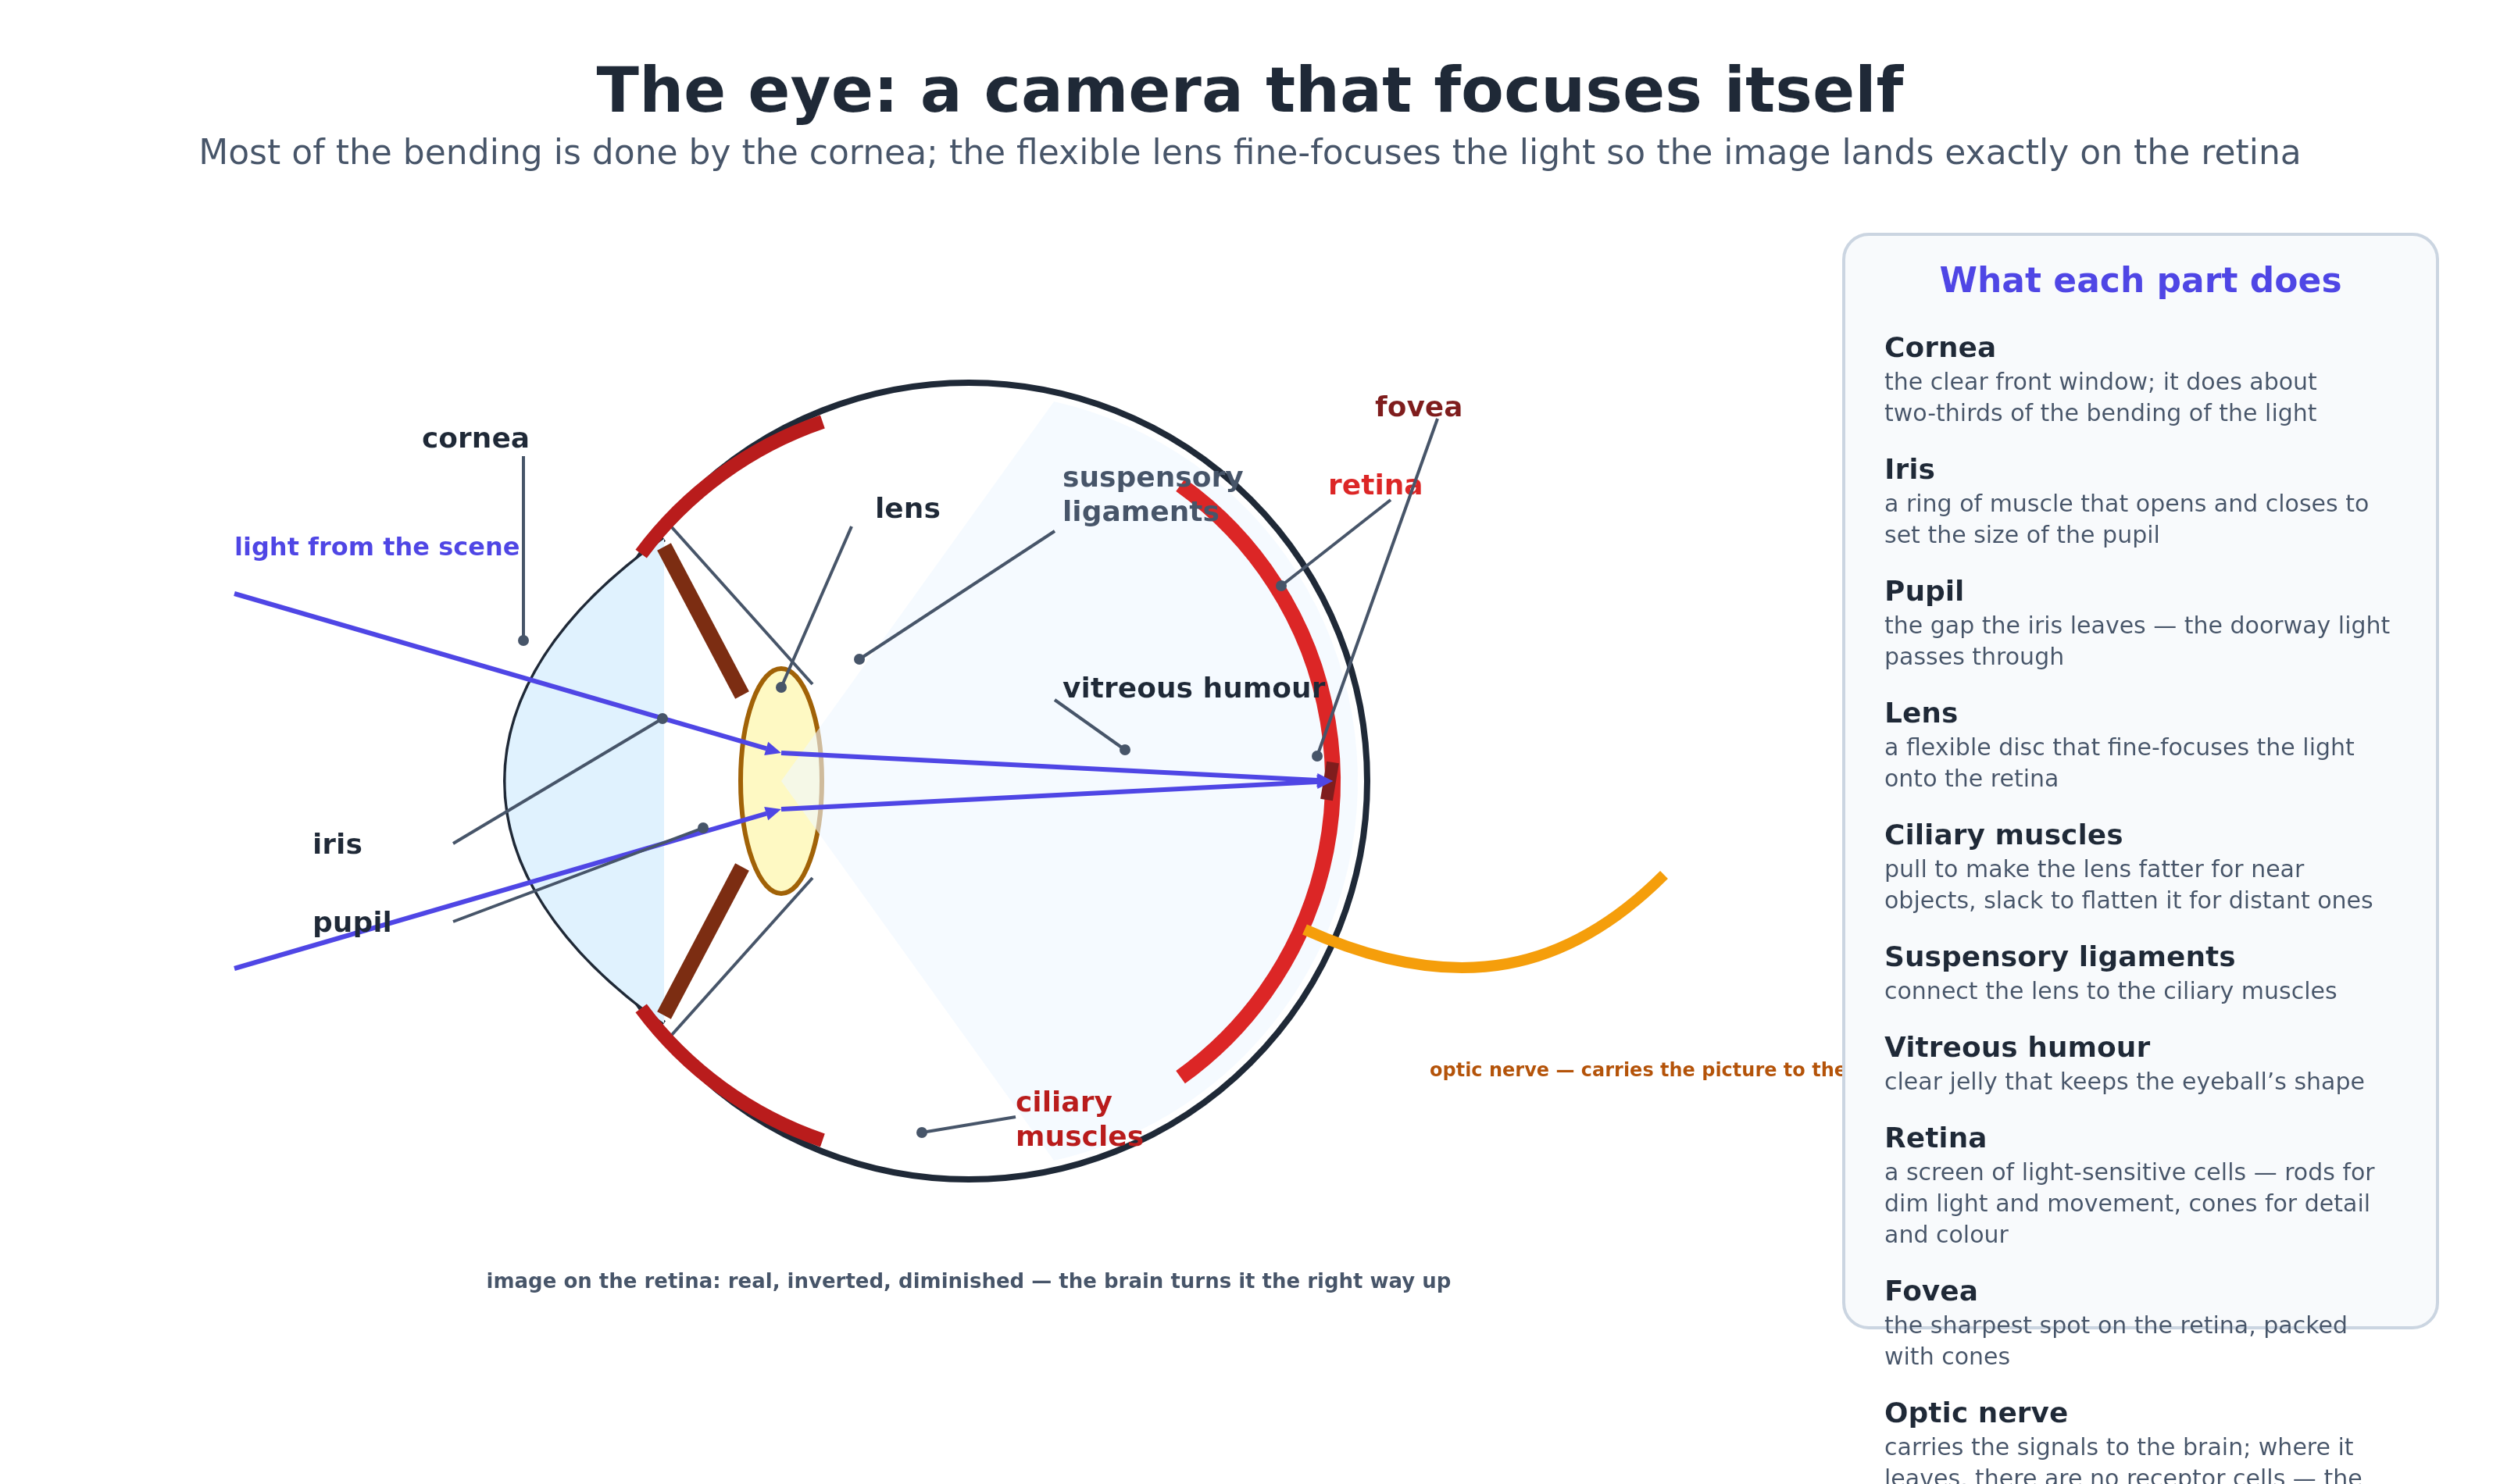 The eye: a camera that focuses itself
Most of the bending is done by the cornea; the flexible lens fine-focuses the light so the image lands exactly on the retina
cornea
light from the scene
lens
suspensory
ligaments
fovea
retina
vitreous humour
iris
pupil
optic nerve — carries the picture to the
ciliary
muscles
image on the retina: real, inverted, diminished — the brain turns it the right way up
What each part does
Cornea
the clear front window; it does about
two-thirds of the bending of the light
Iris
a ring of muscle that opens and closes to
set the size of the pupil
Pupil
the gap the iris leaves — the doorway light
passes through
Lens
a flexible disc that fine-focuses the light
onto the retina
Ciliary muscles
pull to make the lens fatter for near
objects, slack to flatten it for distant ones
Suspensory ligaments
connect the lens to the ciliary muscles
Vitreous humour
clear jelly that keeps the eyeball’s shape
Retina
a screen of light-sensitive cells — rods for
dim light and movement, cones for detail
and colour
Fovea
the sharpest spot on the retina, packed
with cones
Optic nerve
carries the signals to the brain; where it
leaves, there are no receptor cells — the